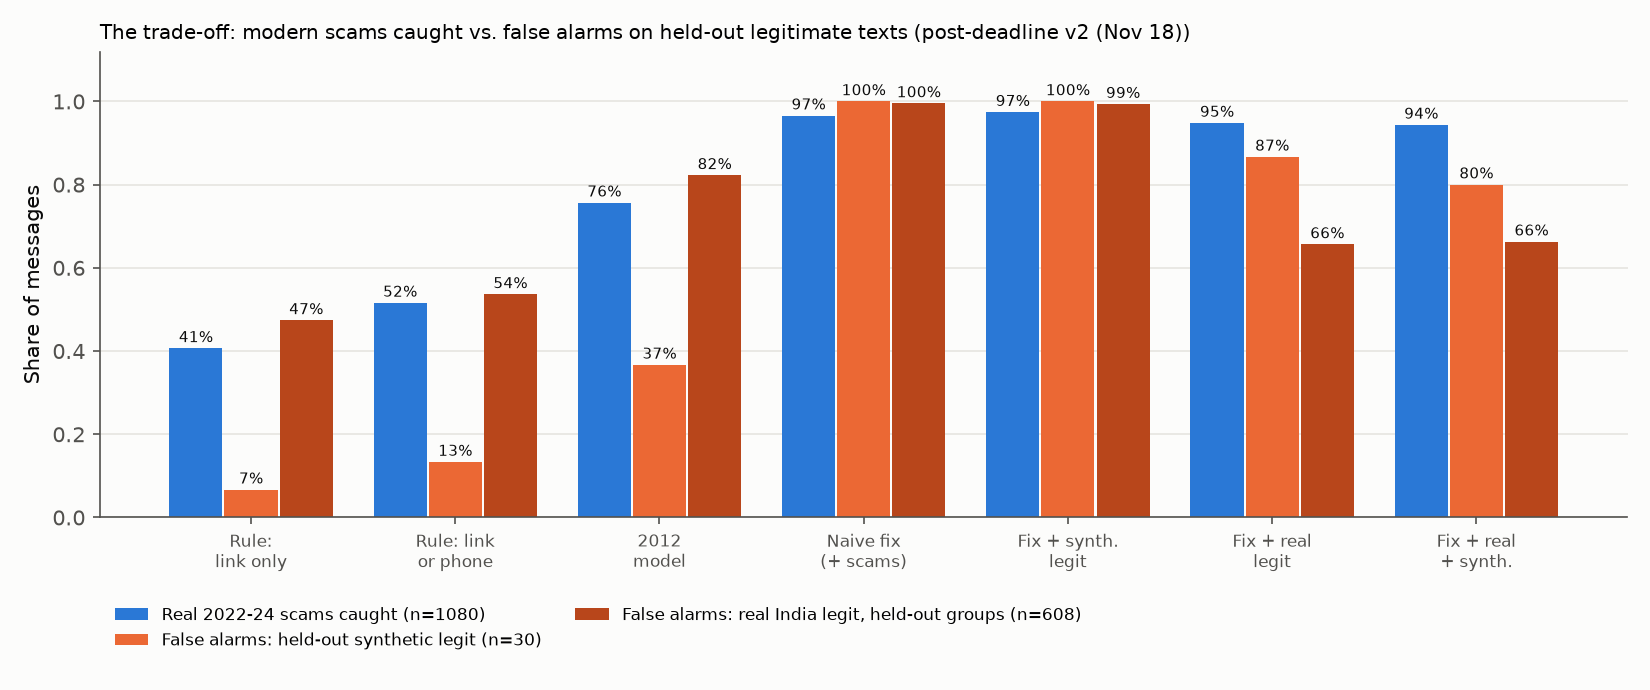 The trade-off: modern scams caught vs. false alarms on held-out legitimate texts (post-deadline v2 (Nov 18))
Share of messages
1.0
0.8
0.6
0.4
0.2
0.0
41%
7%
47%
52%
13%
54%
76%
37%
82%
97%
100%
100%
97%
100%
99%
95%
87%
66%
94%
80%
66%
Rule:
link only
Rule: link
or phone
2012
model
Naive fix
(+ scams)
Fix + synth.
legit
Fix + real
legit
Fix + real
+ synth.
Real 2022-24 scams caught (n=1080)
False alarms: held-out synthetic legit (n=30)
False alarms: real India legit, held-out groups (n=608)